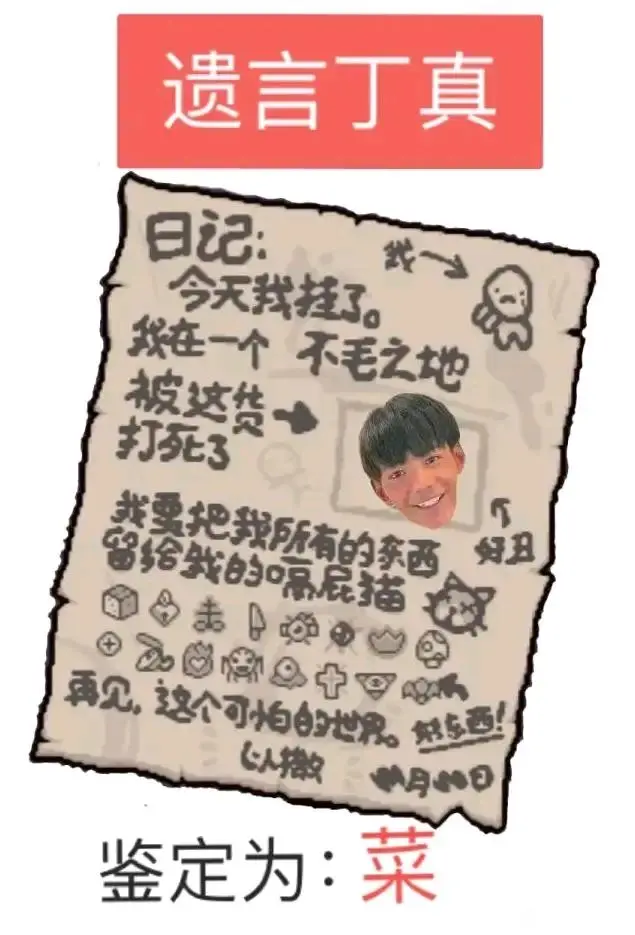 遗言丁真
日记:
我
今天我挂了。
我在一个 不毛之地
被这货
打死了
好丑
我要把我所有的东西
留给我的嗝屁猫
再见，这个可怕的世界。
好东西!
以撒
月 日
鉴定为：菜